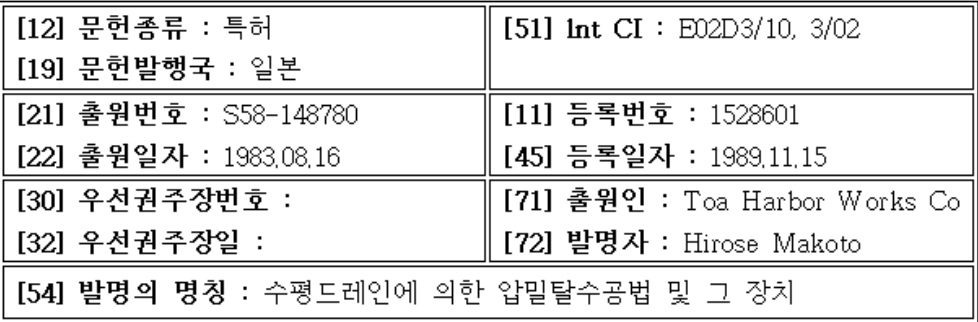 [12] 문헌종류 : 특허
[19] 문헌발행국 : 일본
[51] Int CI : E02D3/10, 3/02
[21] 출원번호 : S58-148780
[22] 출원일자 : 1983.08.16
[11] 등록번호 : 1528601
[45] 등록일자 : 1989.11.15
[30] 우선권주장번호 :
[32] 우선권주장일 :
[71] 출원인 : Toa Harbor Works Co
[72] 발명자 : Hirose Makoto
[54] 발명의 명칭 : 수평드레인에 의한 압밀탈수공법 및 그 장치